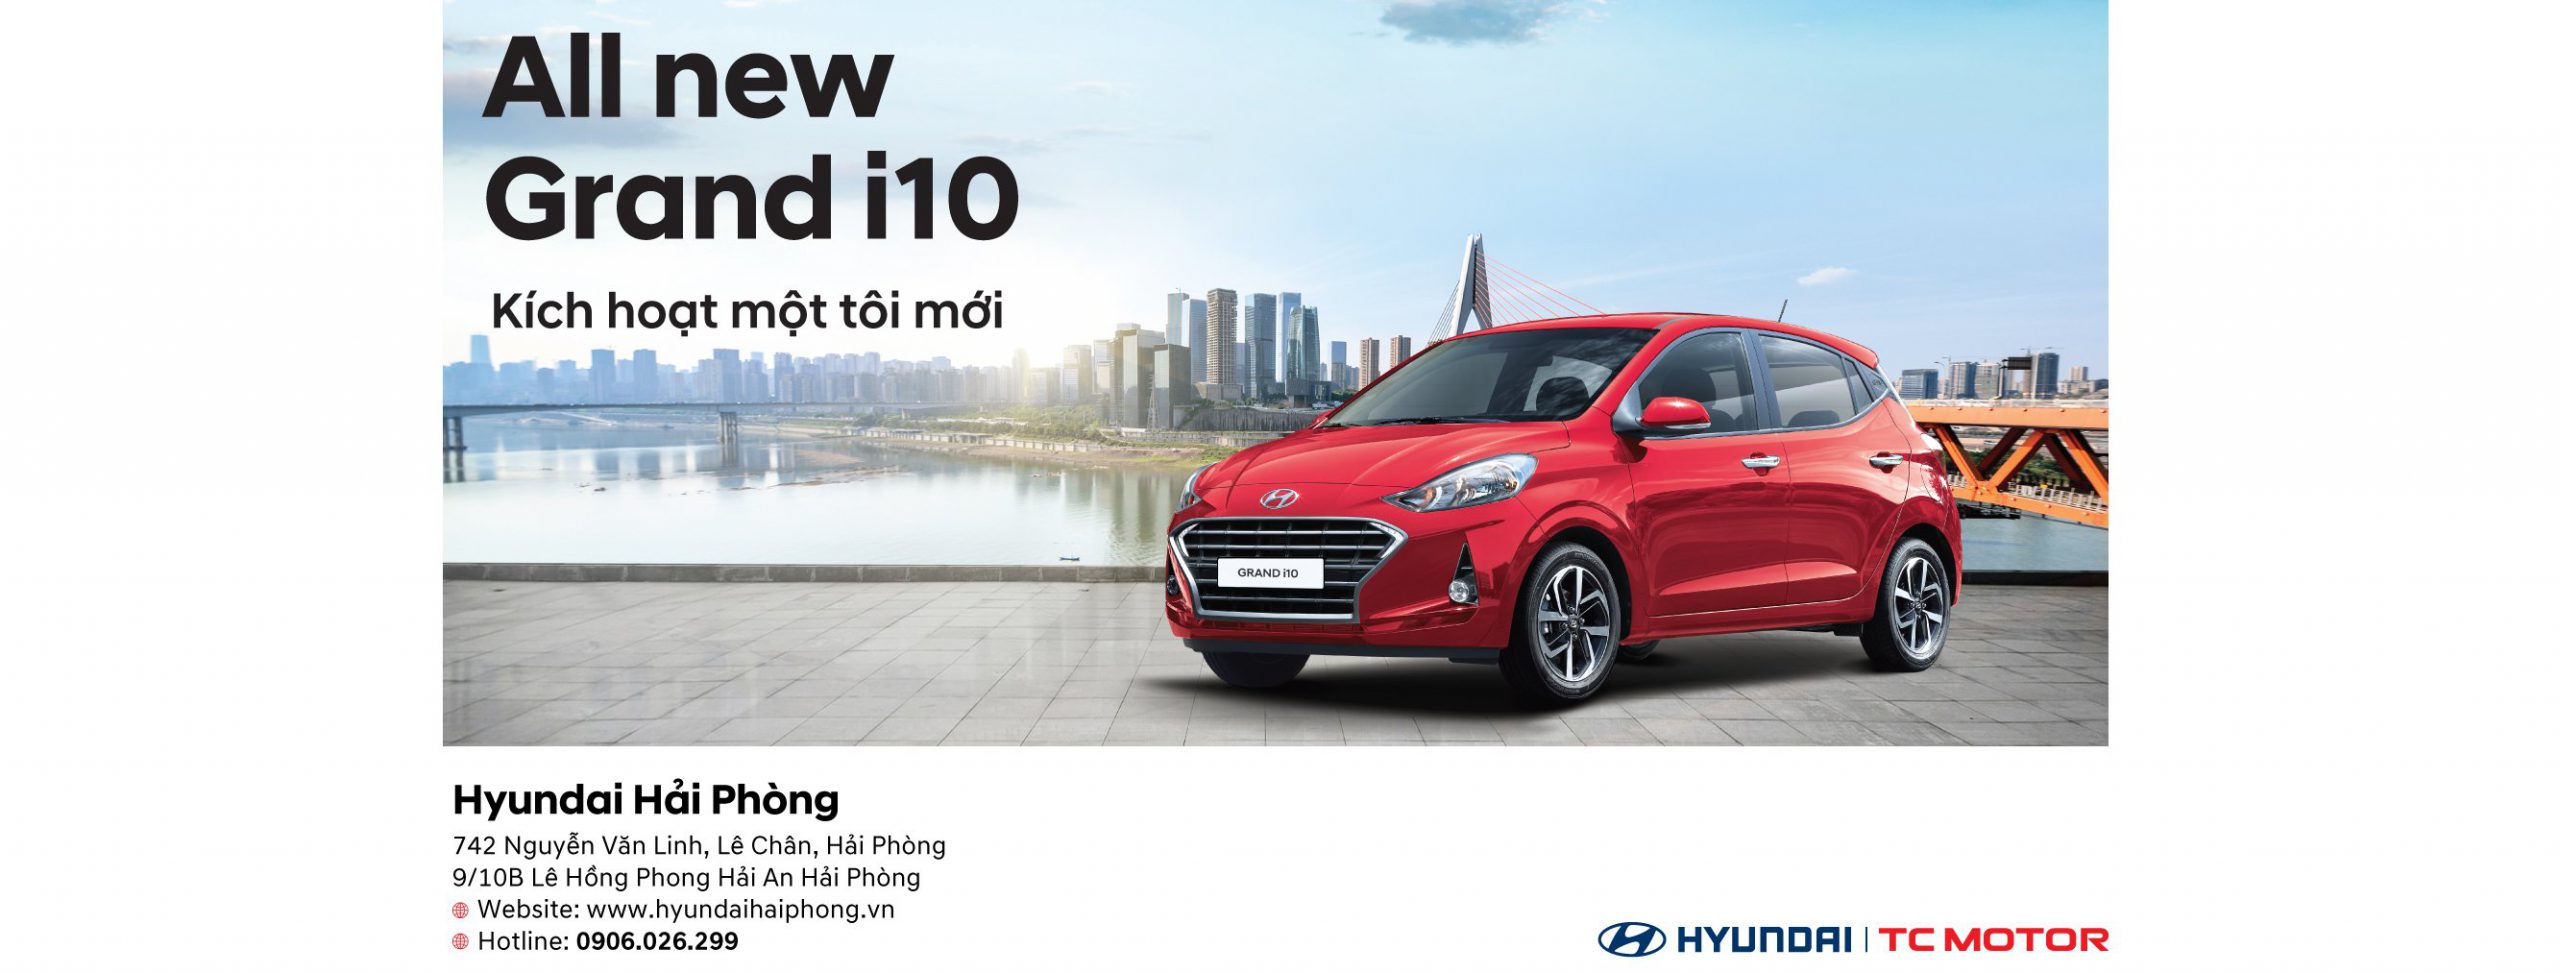 All new
Grand i10
Kích hoạt một tôi mới
GRAND i10
Hyundai Hải Phòng
742 Nguyễn Văn Linh, Lê Chân, Hải Phòng
9/10B Lê Hồng Phong Hải An Hải Phòng
Website: www.hyundaihaiphong.vn
Hotline: 0906.026.299
HYUNDAI | TC MOTOR